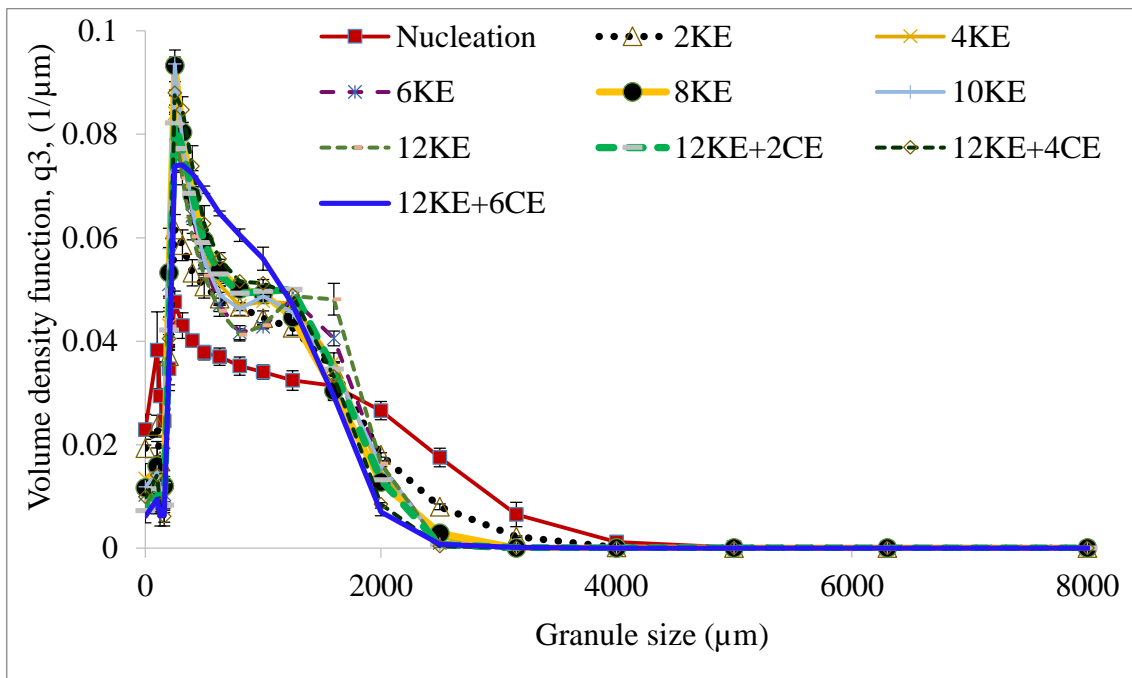 Volume density function, q3, (1/µm)
0.1
0.08
0.06
0.04
0.02
0
Nucleation 2KE 4KE
6KE 8KE 10KE
12KE 12KE+2CE 12KE+4CE
12KE+6CE
0 2000 4000 6000 8000
Granule size (µm)